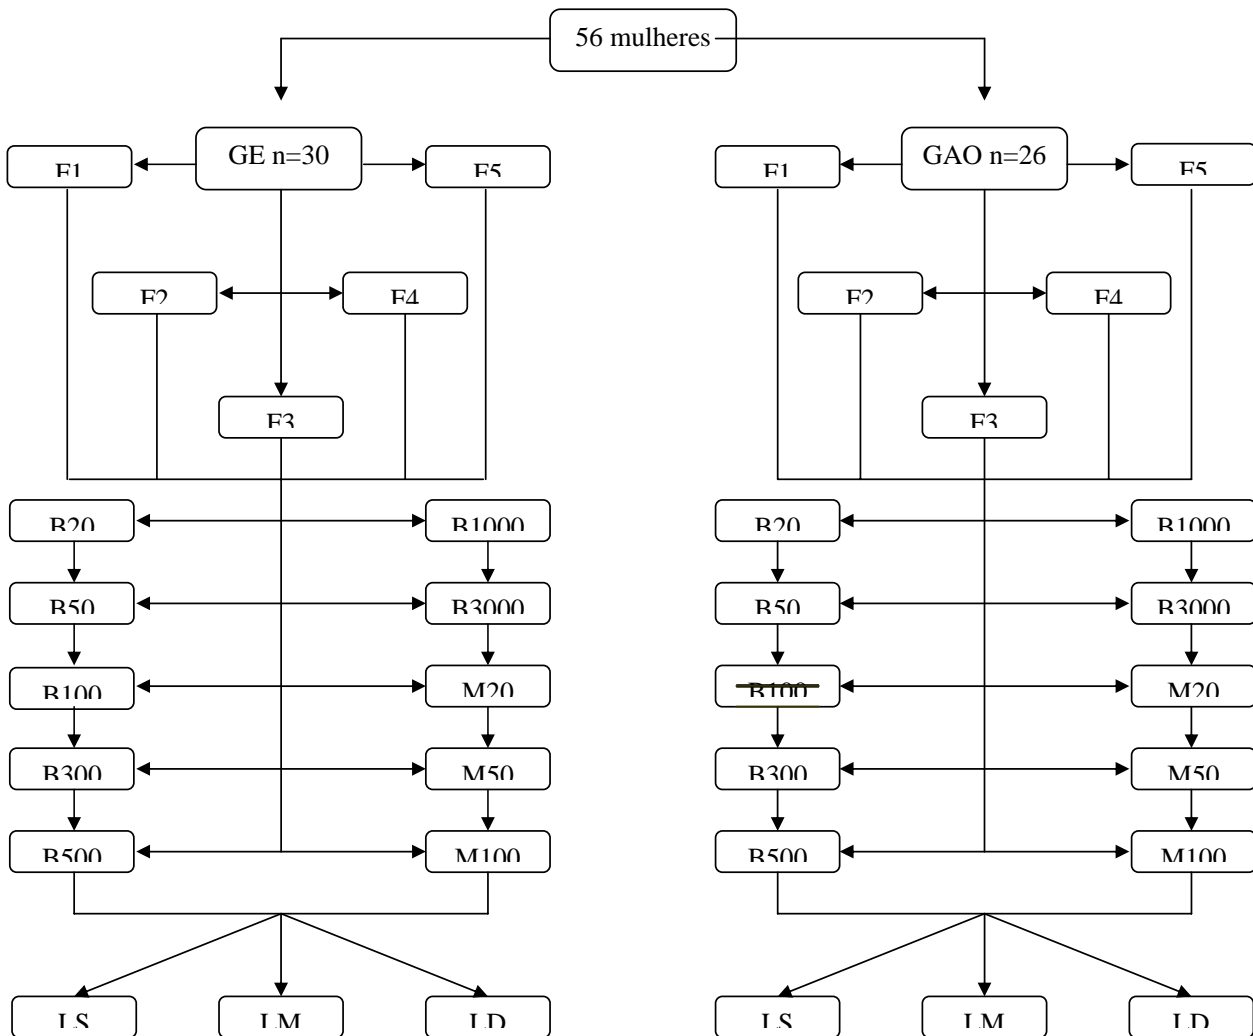 56 mulheres
GE n=30
GAO n=26
F1
F5
F1
F5
F2
F4
F2
F4
F3
F3
B20
B1000
B20
B1000
B50
B3000
B50
B3000
B100
M20
B100
M20
B300
M50
B300
M50
B500
M100
B500
M100
LS
LM
LD
LS
LM
LD